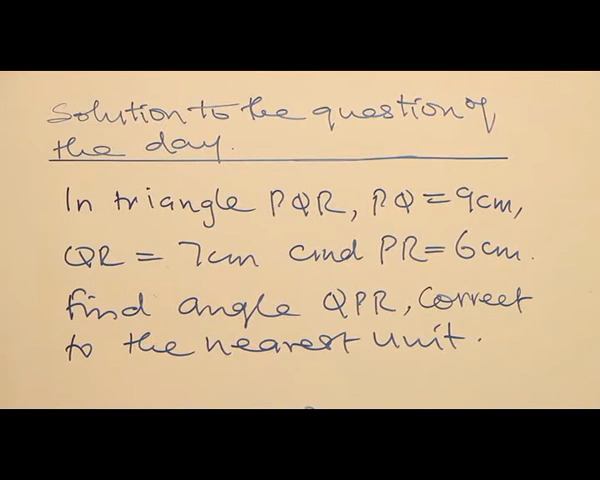 Solution to the question of
the day.
In triangle PQR, PQ = 9cm,
QR = 7cm and PR = 6cm.
find angle QPR, correct
to the nearest unit.